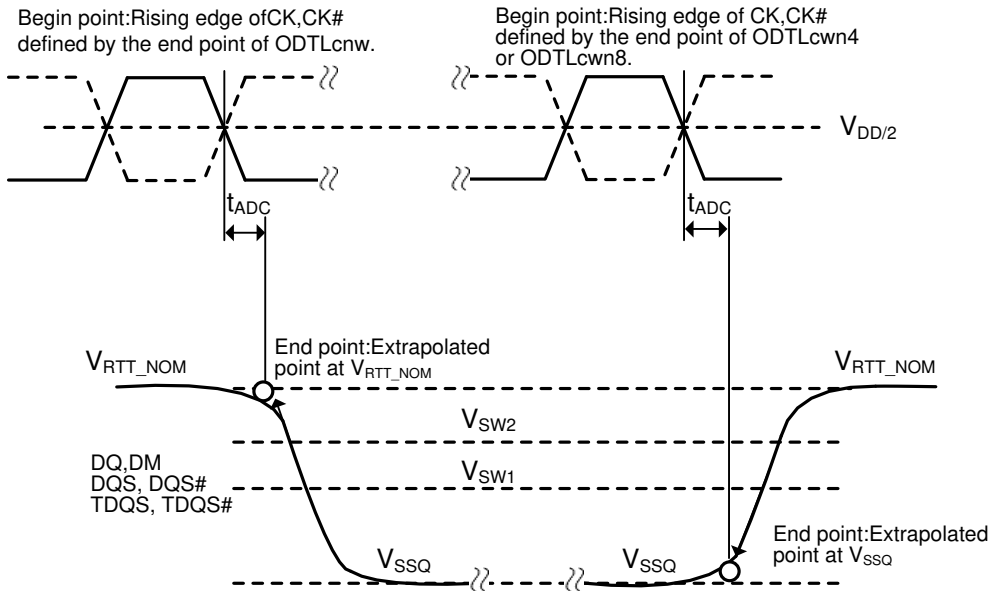 Begin point:Rising edge ofCK,CK#
defined by the end point of ODTLcnw.
Begin point:Rising edge of CK,CK#
defined by the end point of ODTLcwn4
or ODTLcwn8.
VDD/2
tADC
tADC
End point:Extrapolated
point at VRTT_NOM
VRTT_NOM
VRTT_NOM
VSW2
DQ,DM
DQS, DQS#
TDQS, TDQS#
VSW1
End point:Extrapolated
point at VSSQ
VSSQ
VSSQ